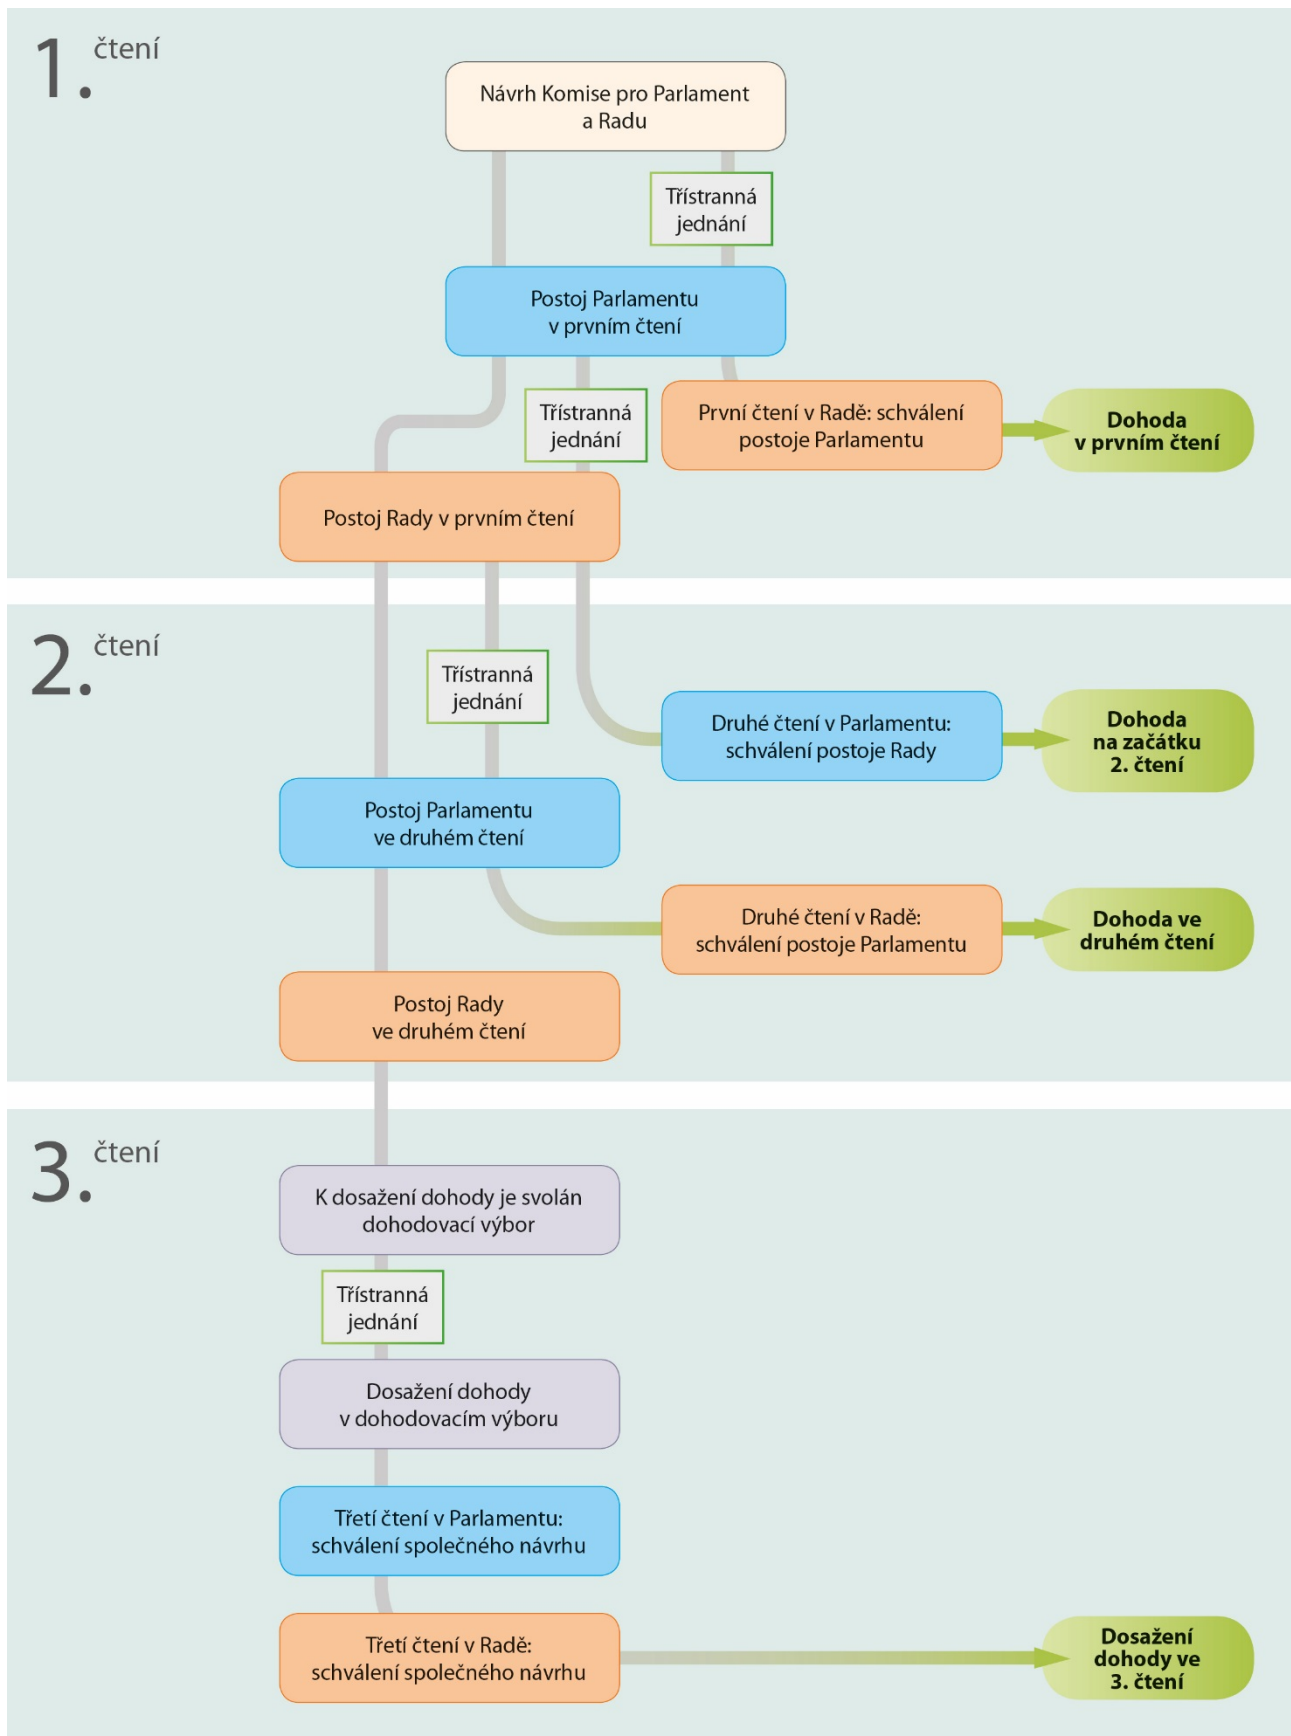 1. čtení
Návrh Komise pro Parlament
a Radu
Třístranná
jednání
Postoj Parlamentu
v prvním čtení
Třístranná
jednání
První čtení v Radě: schválení
postoje Parlamentu
Dohoda
v prvním čtení
Postoj Rady v prvním čtení
2. čtení
Třístranná
jednání
Druhé čtení v Parlamentu:
schválení postoje Rady
Dohoda
na začátku
2. čtení
Postoj Parlamentu
ve druhém čtení
Druhé čtení v Radě:
schválení postoje Parlamentu
Dohoda ve
druhém čtení
Postoj Rady
ve druhém čtení
3. čtení
K dosažení dohody je svolán
dohodovací výbor
Třístranná
jednání
Dosažení dohody
v dohodovacím výboru
Třetí čtení v Parlamentu:
schválení společného návrhu
Třetí čtení v Radě:
schválení společného návrhu
Dosažení
dohody ve
3. čtení